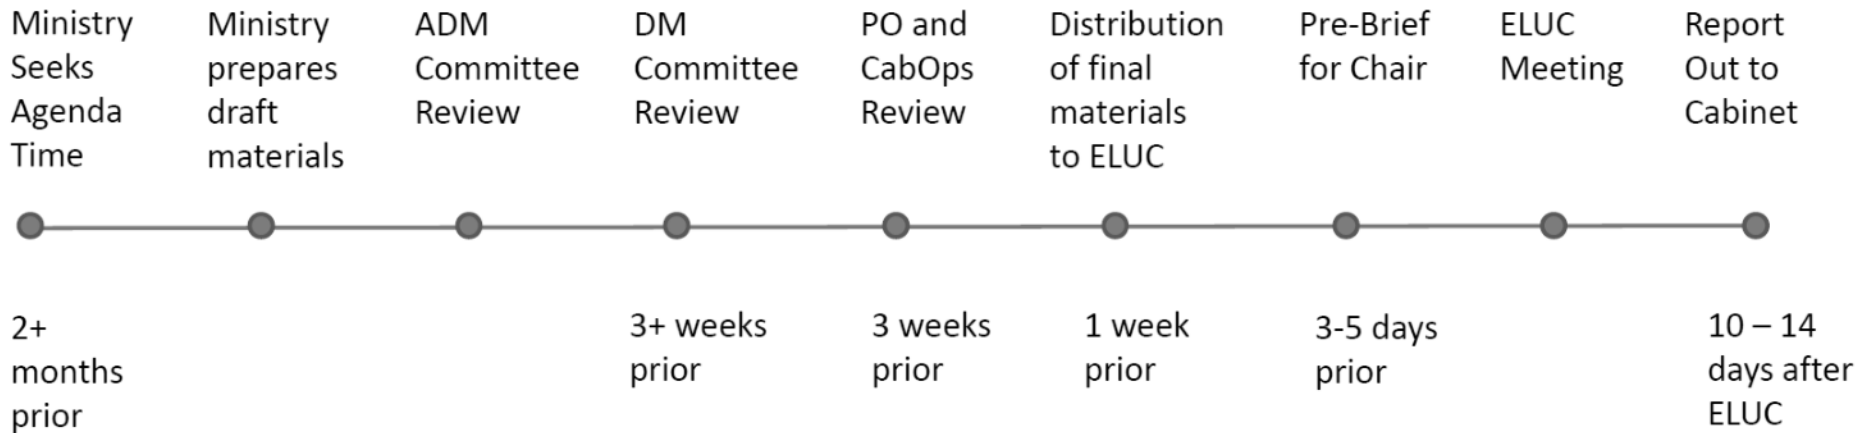 Ministry
Seeks
Agenda
Time
Ministry
prepares
draft
materials
ADM
Committee
Review
DM
Committee
Review
PO and
CabOps
Review
Distribution
of final
materials
to ELUC
Pre-Brief
for Chair
ELUC
Meeting
Report
Out to
Cabinet
2+
months
prior
3+ weeks
prior
3 weeks
prior
1 week
prior
3-5 days
prior
10 – 14
days after
ELUC